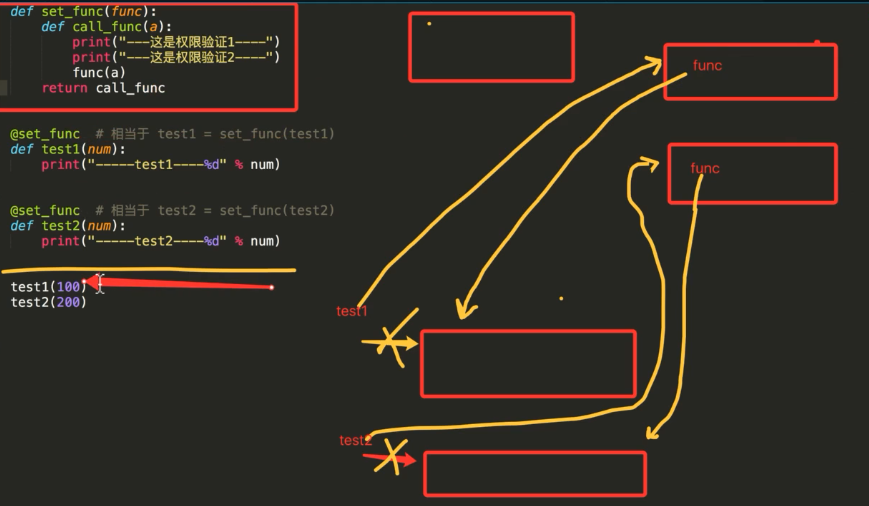 def set_func(func):
    def call_func(a):
        print("---这是权限验证1----")
        print("---这是权限验证2----")
        func(a)
    return call_func
@set_func  # 相当于 test1 = set_func(test1)
def test1(num):
    print("-----test1----%d" % num)
@set_func  # 相当于 test2 = set_func(test2)
def test2(num):
    print("-----test2----%d" % num)
test1(100)
test2(200)
func
func
test1
test2